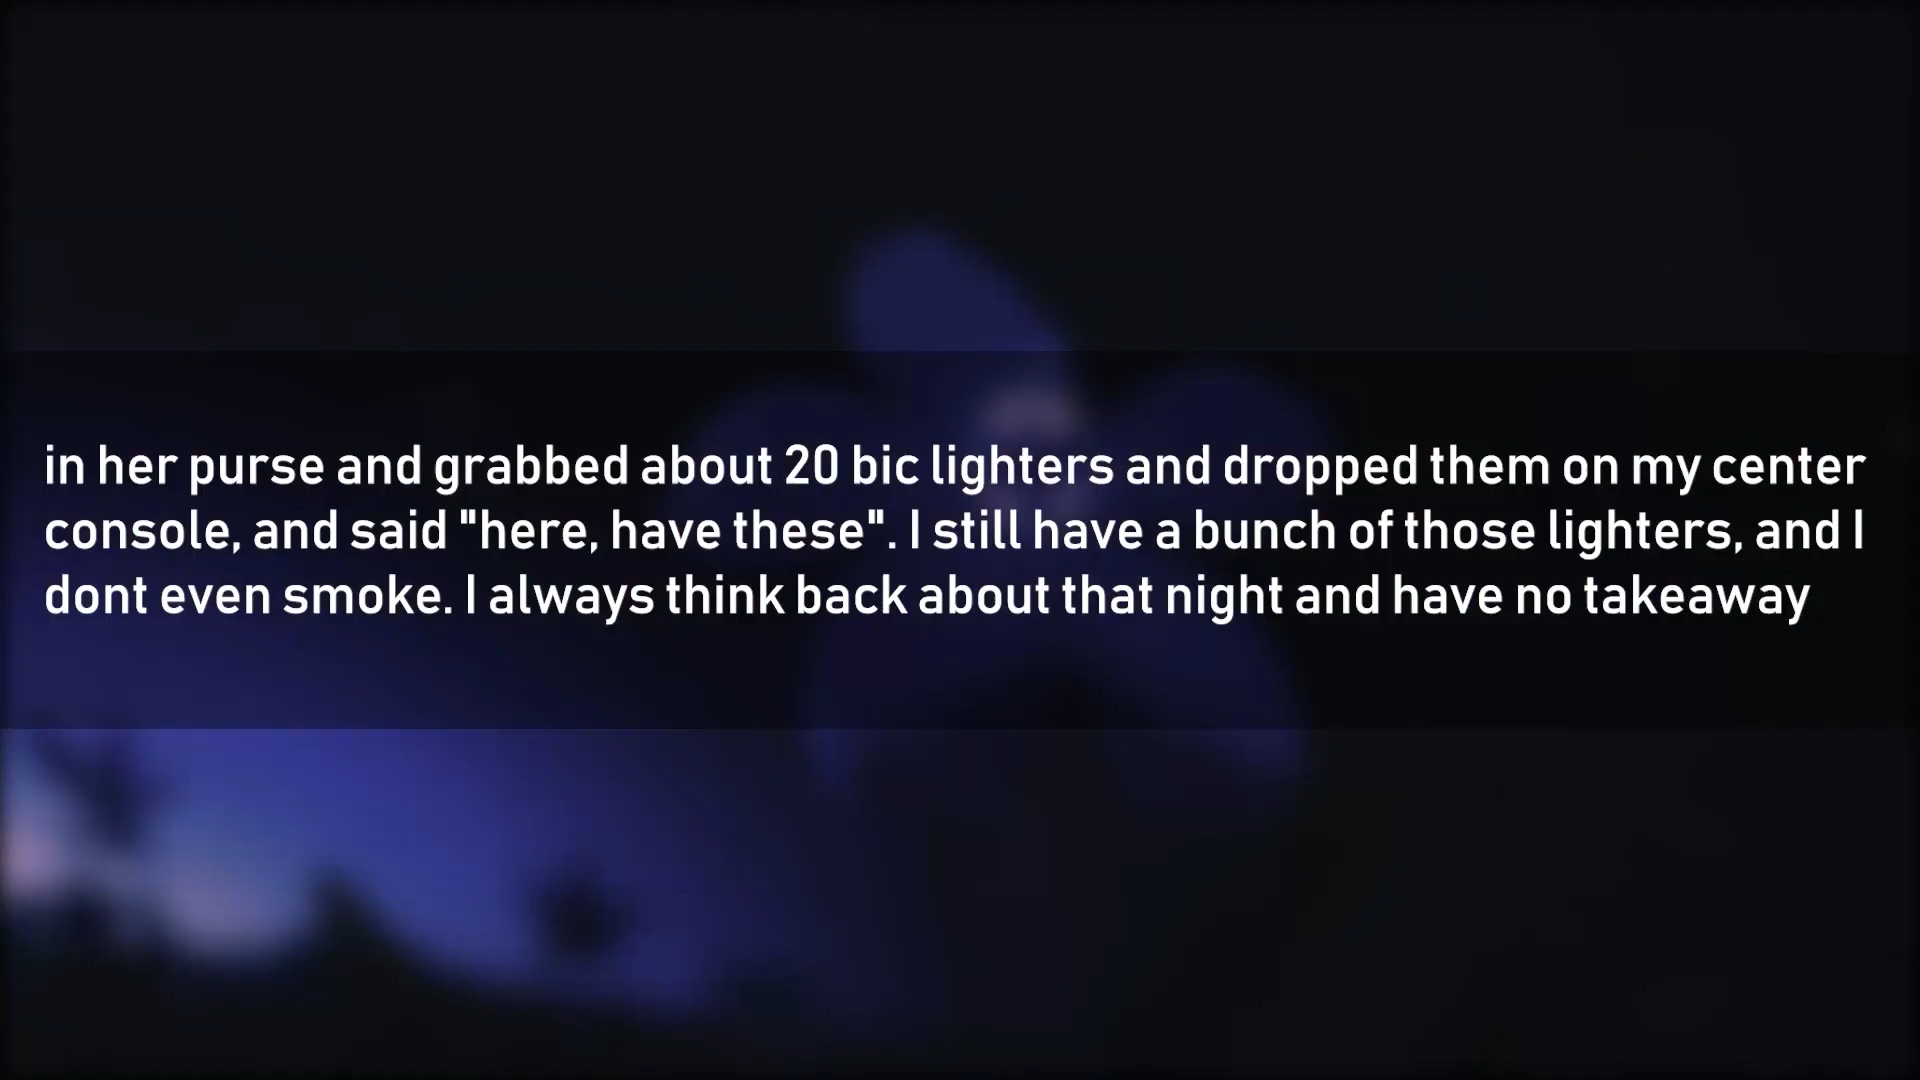 in her purse and grabbed about 20 bic lighters and dropped them on my center
console, and said "here, have these". I still have a bunch of those lighters, and I
dont even smoke. I always think back about that night and have no takeaway